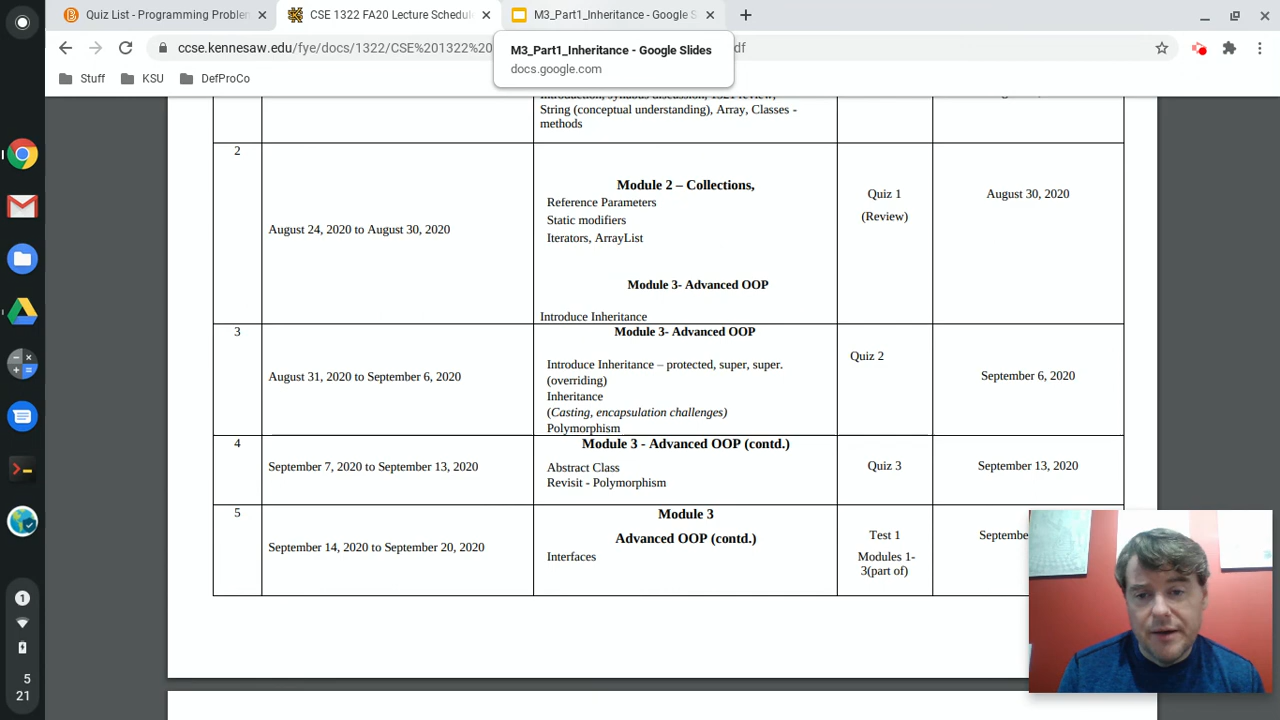 Quiz List - Programming Problem
CSE 1322 FA20 Lecture Schedule
M3_Part1_Inheritance - Google S
ccse.kennesaw.edu/fye/docs/1322/CSE%201322%20
df
M3_Part1_Inheritance - Google Slides
docs.google.com
Stuff
KSU
DefProCo
String (conceptual understanding), Array, Classes -
methods
2
August 24, 2020 to August 30, 2020
Module 2 – Collections,
Reference Parameters
Static modifiers
Iterators, ArrayList
Module 3- Advanced OOP
Introduce Inheritance
Quiz 1
(Review)
August 30, 2020
3
August 31, 2020 to September 6, 2020
Module 3- Advanced OOP
Introduce Inheritance – protected, super, super.
(overriding)
Inheritance
(Casting, encapsulation challenges)
Polymorphism
Quiz 2
September 6, 2020
4
September 7, 2020 to September 13, 2020
Module 3 - Advanced OOP (contd.)
Abstract Class
Revisit - Polymorphism
Quiz 3
September 13, 2020
5
September 14, 2020 to September 20, 2020
Module 3
Advanced OOP (contd.)
Interfaces
Test 1
Modules 1-
3(part of)
Septembe
1
5
21